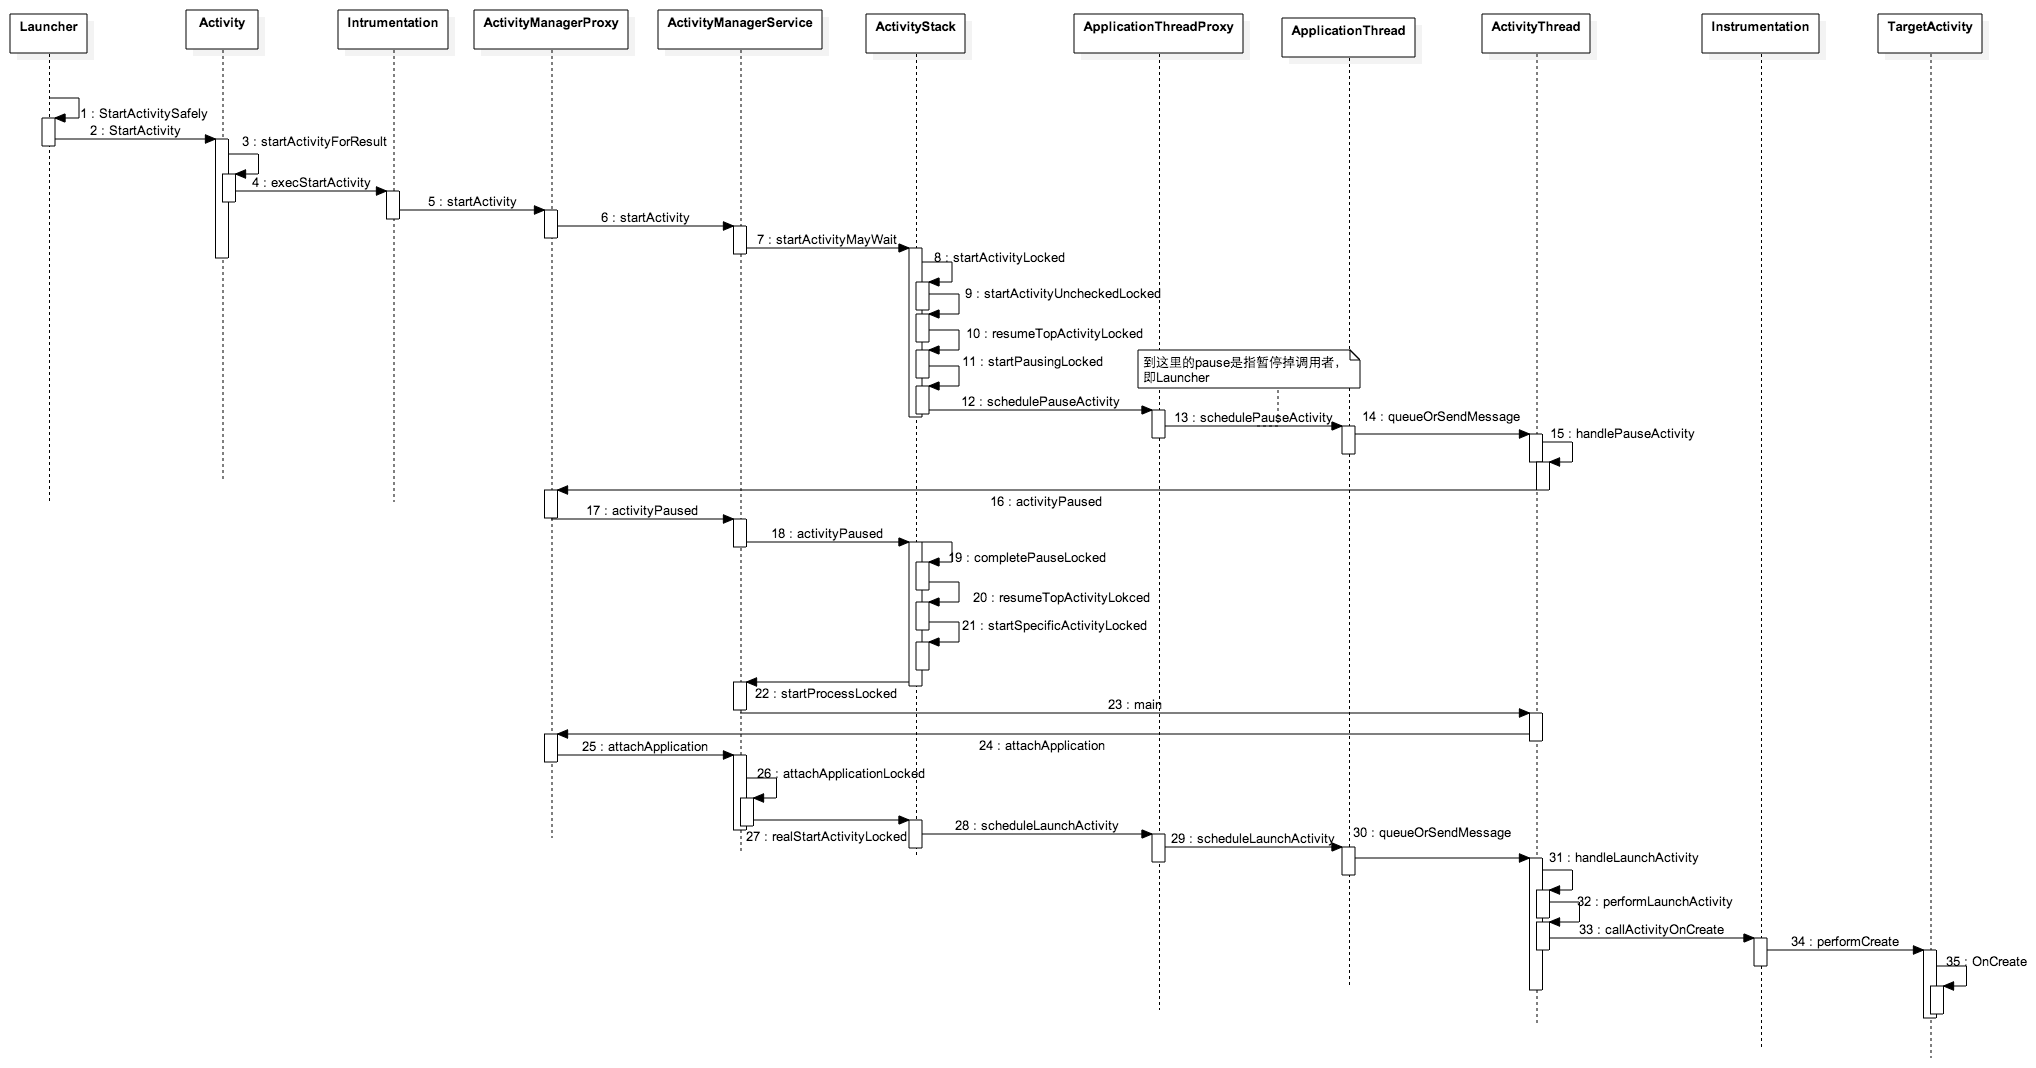 Launcher
Activity
Intrumentation
ActivityManagerProxy
ActivityManagerService
ActivityStack
ApplicationThreadProxy
ApplicationThread
ActivityThread
Instrumentation
TargetActivity
1 : StartActivitySafely
2 : StartActivity
3 : startActivityForResult
4 : execStartActivity
5 : startActivity
6 : startActivity
7 : startActivityMayWait
8 : startActivityLocked
9 : startActivityUncheckedLocked
10 : resumeTopActivityLocked
11 : startPausingLocked
到这里的pause是指暂停掉调用者，
即Launcher
12 : schedulePauseActivity
13 : schedulePauseActivity
14 : queueOrSendMessage
15 : handlePauseActivity
16 : activityPaused
17 : activityPaused
18 : activityPaused
19 : completePauseLocked
20 : resumeTopActivityLokced
21 : startSpecificActivityLocked
22 : startProcessLocked
23 : main
24 : attachApplication
25 : attachApplication
26 : attachApplicationLocked
27 : realStartActivityLocked
28 : scheduleLaunchActivity
29 : scheduleLaunchActivity
30 : queueOrSendMessage
31 : handleLaunchActivity
32 : performLaunchActivity
33 : callActivityOnCreate
34 : performCreate
35 : OnCreate